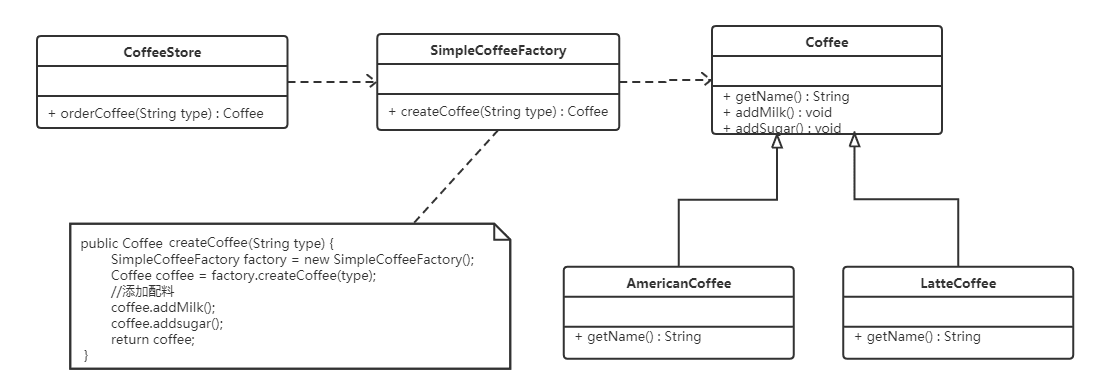 CoffeeStore
+ orderCoffee(String type) : Coffee
SimpleCoffeeFactory
+ createCoffee(String type) : Coffee
Coffee
+ getName() : String
+ addMilk() : void
+ addSugar() : void
public Coffee createCoffee(String type) {
SimpleCoffeeFactory factory = new SimpleCoffeeFactory();
Coffee coffee = factory.createCoffee(type);
//添加配料
coffee.addMilk();
coffee.addsugar();
return coffee;
}
AmericanCoffee
+ getName() : String
LatteCoffee
+ getName() : String